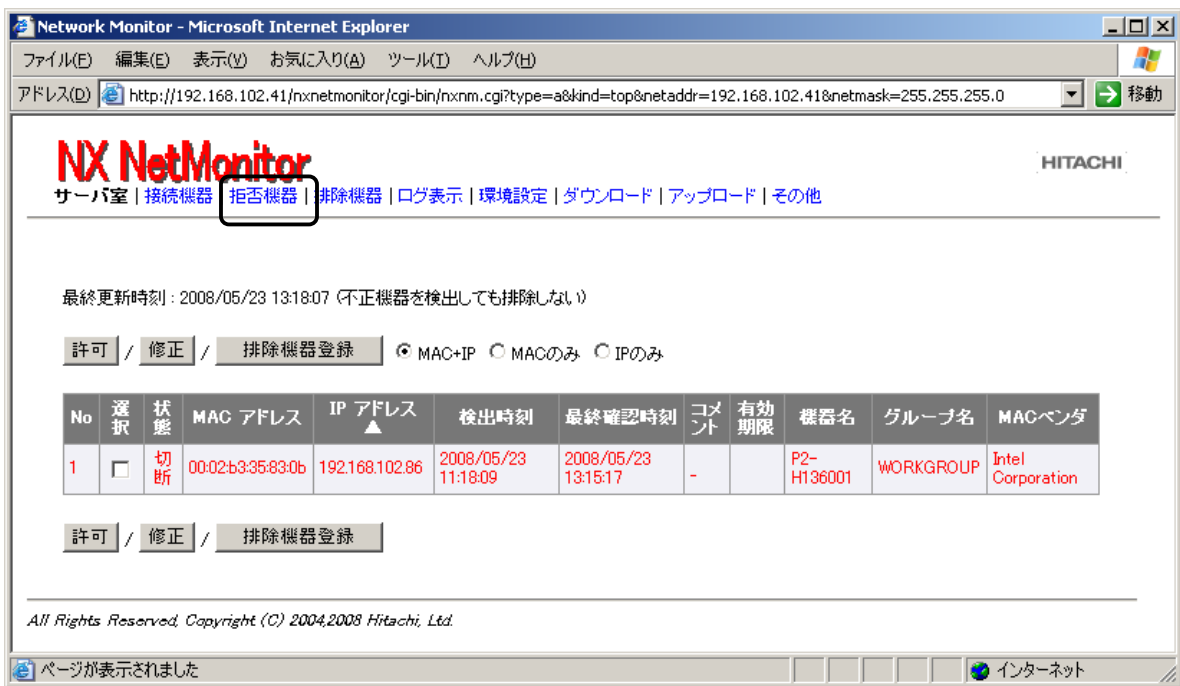 Network Monitor - Microsoft Internet Explorer
ファイル(F) 編集(E) 表示(V) お気に入り(A) ツール(T) ヘルプ(H)
アドレス(D) http://192.168.102.41/nxnetmonitor/cgi-bin/nxnm.cgi?type=a&kind=top&netaddr=192.168.102.41&netmask=255.255.255.0 移動
NX NetMonitor
HITACHI
サーバ室 | 接続機器 | 拒否機器 | 排除機器 | ログ表示 | 環境設定 | ダウンロード | アップロード | その他
最終更新時刻 : 2008/05/23 13:18:07 (不正機器を検出しても排除しない)
許可 / 修正 / 排除機器登録 MAC+IP MACのみ IPのみ
No 選択 状態 MAC アドレス IP アドレス ▲ 検出時刻 最終確認時刻 コメント 有効期限 機器名 グループ名 MACベンダ
1 切断 00:02:b3:35:83:0b 192.168.102.86 2008/05/23 11:18:09 2008/05/23 13:15:17 - P2-H136001 WORKGROUP Intel Corporation
許可 / 修正 / 排除機器登録
All Rights Reserved, Copyright (C) 2004,2008 Hitachi, Ltd.
ページが表示されました インターネット